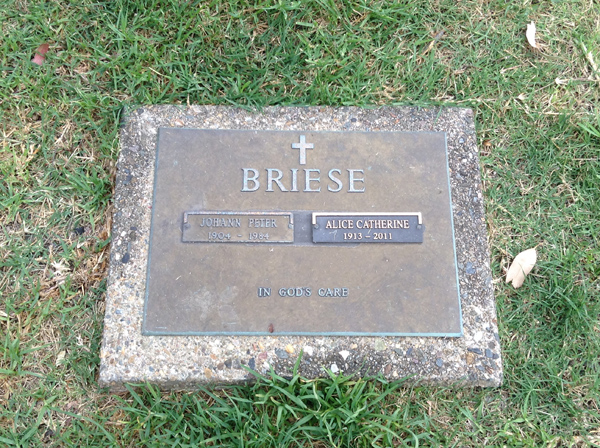 BRIESE
JOHANN PETER
1904 - 1984
ALICE CATHERINE
1913 - 2011
IN GOD'S CARE